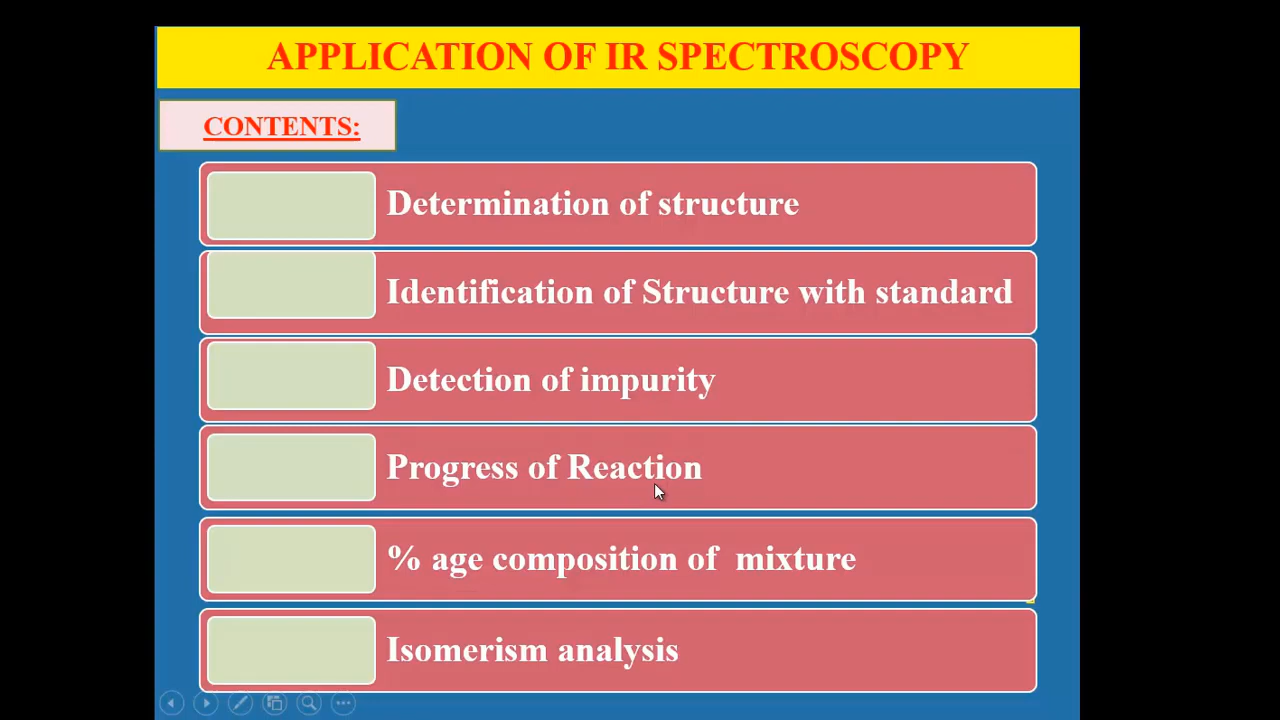 APPLICATION OF IR SPECTROSCOPY
CONTENTS:
Determination of structure
Identification of Structure with standard
Detection of impurity
Progress of Reaction
% age composition of  mixture
Isomerism analysis